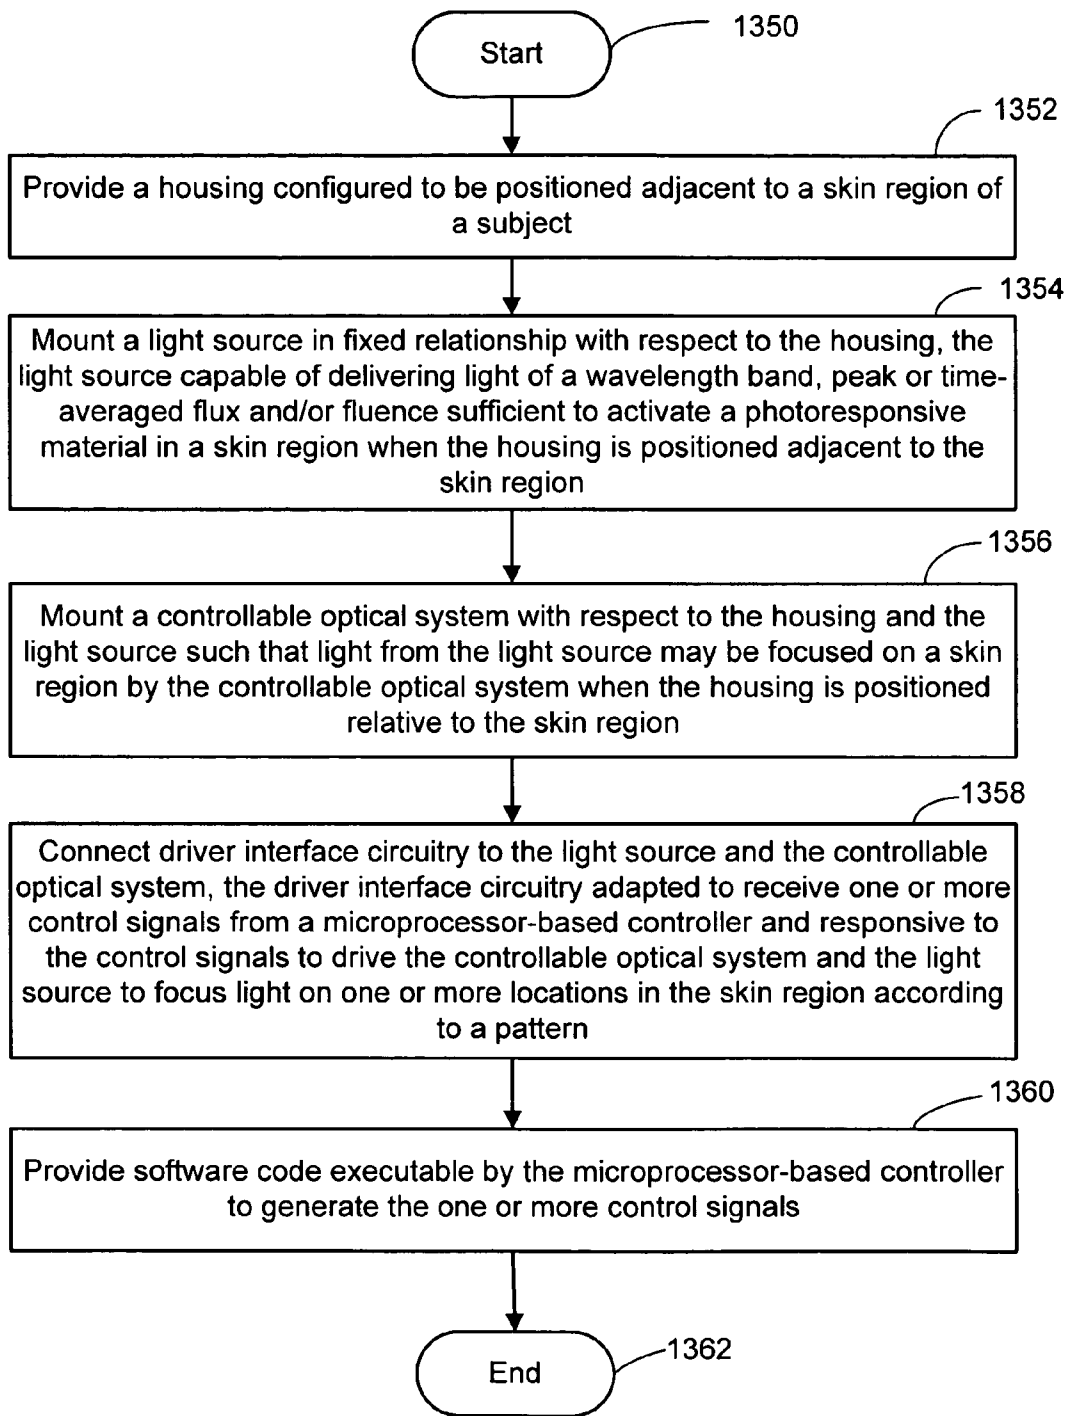 Start
1350
1352
Provide a housing configured to be positioned adjacent to a skin region of
a subject
1354
Mount a light source in fixed relationship with respect to the housing, the
light source capable of delivering light of a wavelength band, peak or time-
averaged flux and/or fluence sufficient to activate a photoresponsive
material in a skin region when the housing is positioned adjacent to the
skin region
1356
Mount a controllable optical system with respect to the housing and the
light source such that light from the light source may be focused on a skin
region by the controllable optical system when the housing is positioned
relative to the skin region
1358
Connect driver interface circuitry to the light source and the controllable
optical system, the driver interface circuitry adapted to receive one or more
control signals from a microprocessor-based controller and responsive to
the control signals to drive the controllable optical system and the light
source to focus light on one or more locations in the skin region according
to a pattern
1360
Provide software code executable by the microprocessor-based controller
to generate the one or more control signals
End
1362